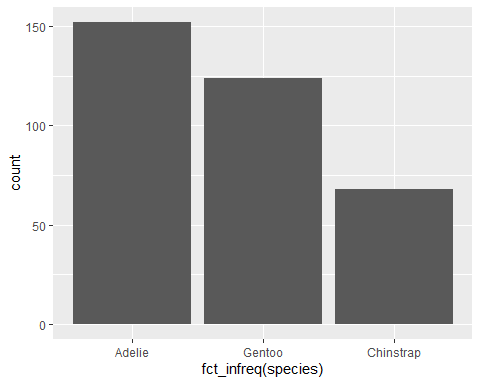 150
100
50
0
count
Adelie Gentoo Chinstrap
fct_infreq(species)